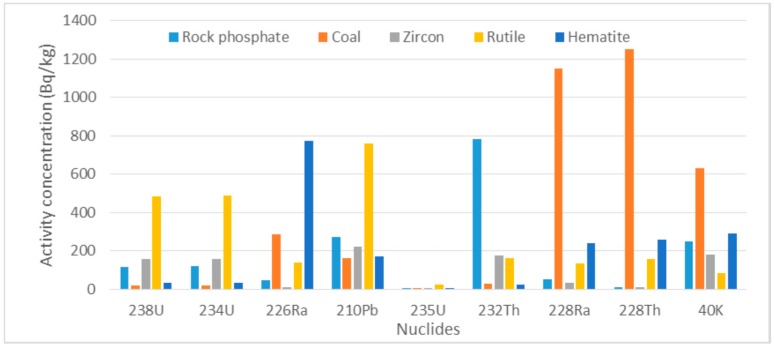 1400
Rock phosphate Coal Zircon Rutile Hematite
1200
1000
800
600
400
200
0
Activity concentration (Bq/kg)
238U 234U 226Ra 210Pb 235U 232Th 228Ra 228Th 40K
Nuclides